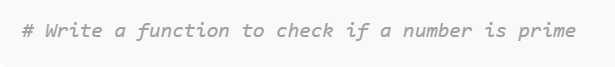 # Write a function to check if a number is prime